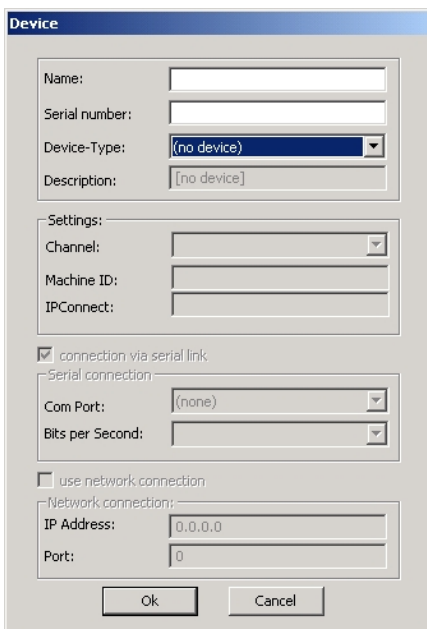 Device
Name:
Serial number:
Device-Type: (no device)
Description: [no device]
Settings:
Channel:
Machine ID:
IPConnect:
connection via serial link
Serial connection
Com Port: (none)
Bits per Second:
use network connection
Network connection:
IP Address: 0.0.0.0
Port: 0
Ok Cancel